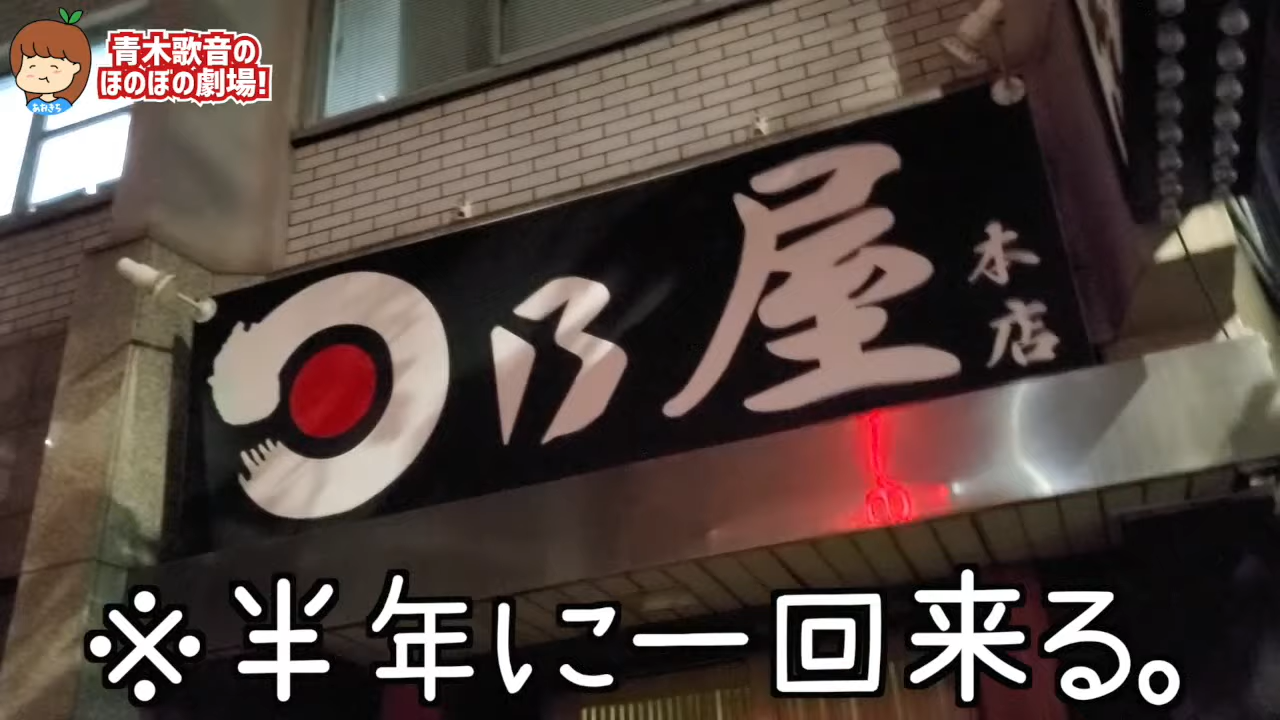 青木歌音の
ほのぼの劇場!
あおきち
乃屋
本店
※半年に一回来る。